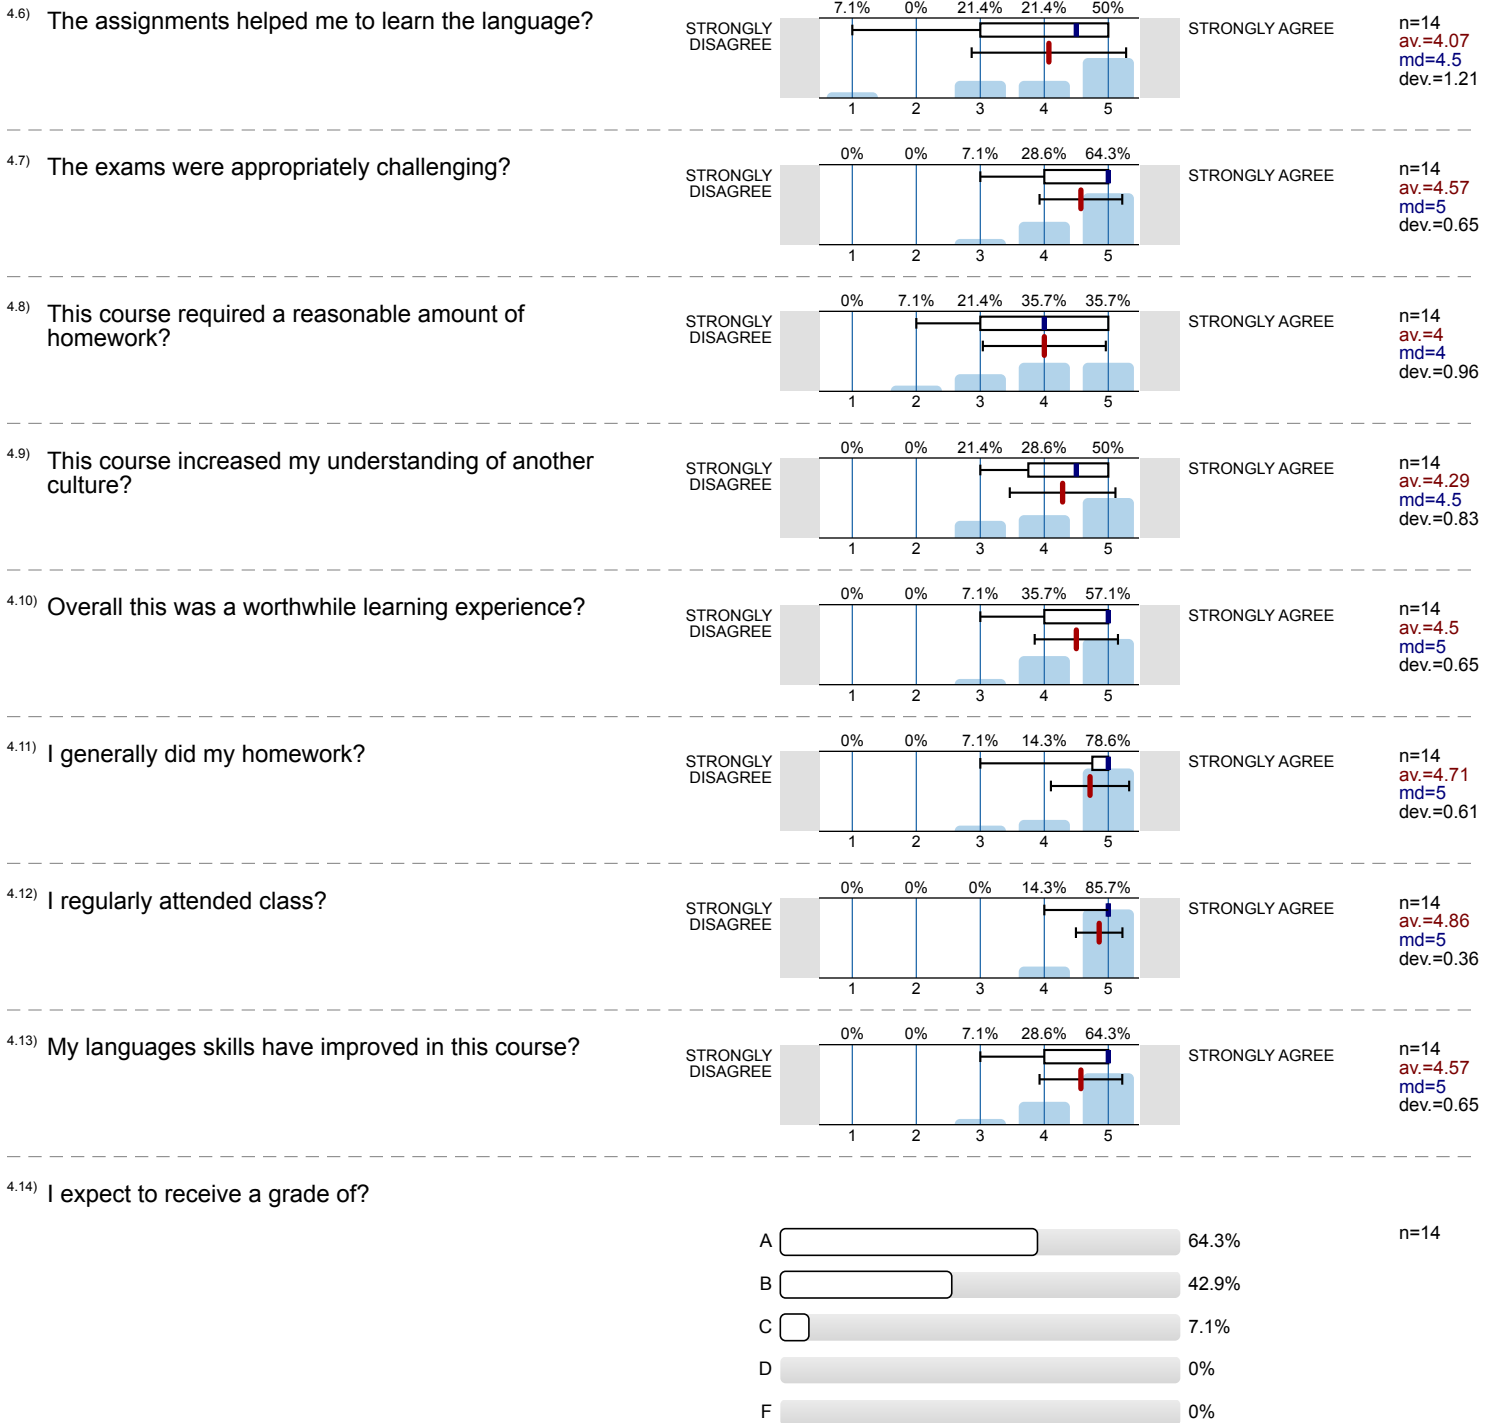 4.6) The assignments helped me to learn the language?
7.1% 0% 21.4% 21.4% 50%
STRONGLY
DISAGREE
STRONGLY AGREE
1 2 3 4 5
n=14
av.=4.07
md=4.5
dev.=1.21
4.7) The exams were appropriately challenging?
0% 0% 7.1% 28.6% 64.3%
STRONGLY
DISAGREE
STRONGLY AGREE
1 2 3 4 5
n=14
av.=4.57
md=5
dev.=0.65
4.8) This course required a reasonable amount of
homework?
0% 7.1% 21.4% 35.7% 35.7%
STRONGLY
DISAGREE
STRONGLY AGREE
1 2 3 4 5
n=14
av.=4
md=4
dev.=0.96
4.9) This course increased my understanding of another
culture?
0% 0% 21.4% 28.6% 50%
STRONGLY
DISAGREE
STRONGLY AGREE
1 2 3 4 5
n=14
av.=4.29
md=4.5
dev.=0.83
4.10) Overall this was a worthwhile learning experience?
0% 0% 7.1% 35.7% 57.1%
STRONGLY
DISAGREE
STRONGLY AGREE
1 2 3 4 5
n=14
av.=4.5
md=5
dev.=0.65
4.11) I generally did my homework?
0% 0% 7.1% 14.3% 78.6%
STRONGLY
DISAGREE
STRONGLY AGREE
1 2 3 4 5
n=14
av.=4.71
md=5
dev.=0.61
4.12) I regularly attended class?
0% 0% 0% 14.3% 85.7%
STRONGLY
DISAGREE
STRONGLY AGREE
1 2 3 4 5
n=14
av.=4.86
md=5
dev.=0.36
4.13) My languages skills have improved in this course?
0% 0% 7.1% 28.6% 64.3%
STRONGLY
DISAGREE
STRONGLY AGREE
1 2 3 4 5
n=14
av.=4.57
md=5
dev.=0.65
4.14) I expect to receive a grade of?
n=14
A 64.3%
B 42.9%
C 7.1%
D 0%
F 0%